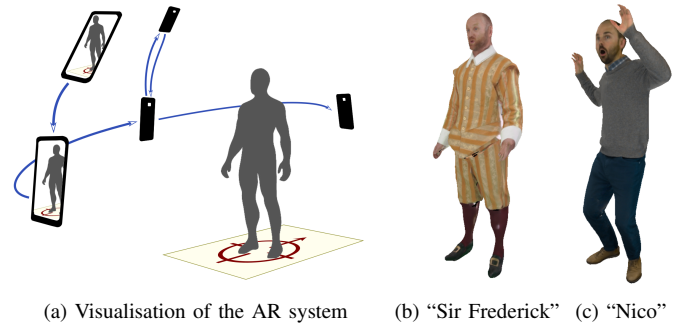 (a) Visualisation of the AR system
(b) “Sir Frederick”
(c) “Nico”